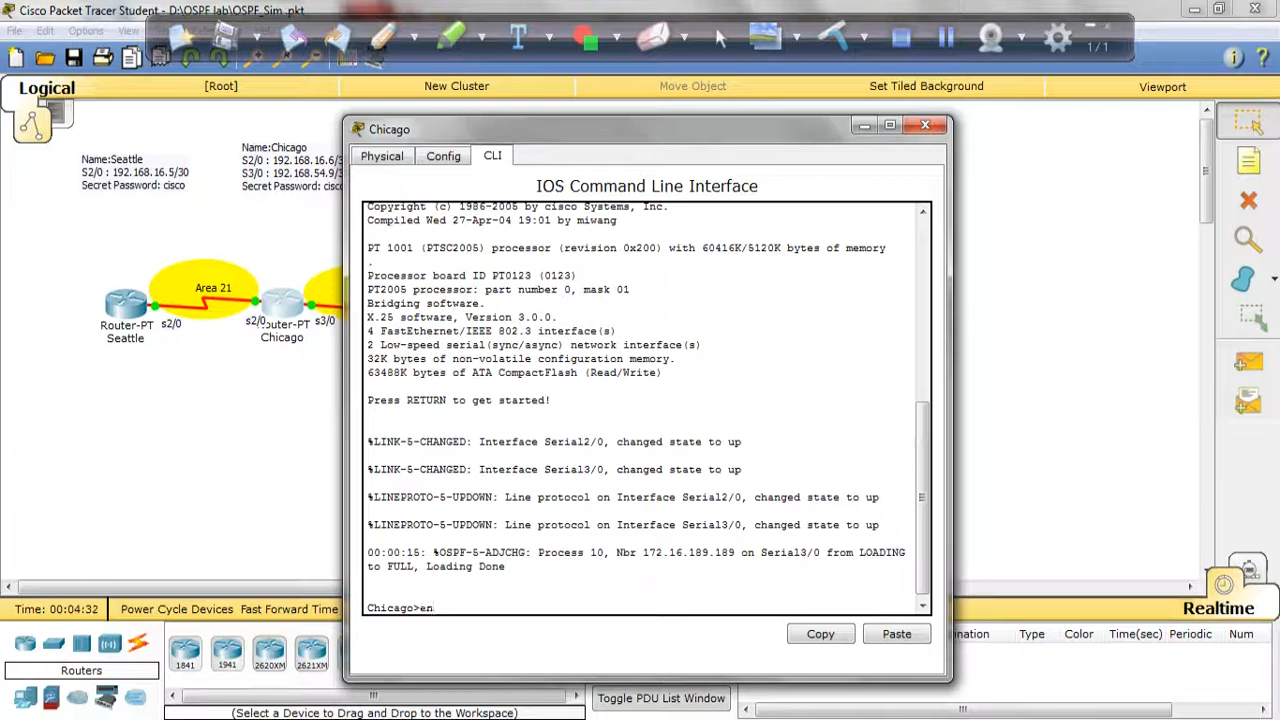 Cisco Packet Tracer Student - D:\OSPF lab\OSPF_Sim .pkt
File Edit Options View
1/1
Logical
[Root]
New Cluster
Move Object
Set Tiled Background
Viewport
Name:Seattle
S2/0 : 192.168.16.5/30
Secret Password: cisco
Name:Chicago
S2/0 : 192.168.16.6/3
S3/0 : 192.168.54.9/3
Secret Password: cisc
Area 21
Router-PT
Seattle
s2/0
s2/0
Router-PT
Chicago
s3/0
Chicago
Physical
Config
CLI
IOS Command Line Interface
Copyright (c) 1986-2005 by cisco Systems, Inc.
Compiled Wed 27-Apr-04 19:01 by miwang
PT 1001 (PTSC2005) processor (revision 0x200) with 60416K/5120K bytes of memory
.
Processor board ID PT0123 (0123)
PT2005 processor: part number 0, mask 01
Bridging software.
X.25 software, Version 3.0.0.
4 FastEthernet/IEEE 802.3 interface(s)
2 Low-speed serial(sync/async) network interface(s)
32K bytes of non-volatile configuration memory.
63488K bytes of ATA CompactFlash (Read/Write)
Press RETURN to get started!
%LINK-5-CHANGED: Interface Serial2/0, changed state to up
%LINK-5-CHANGED: Interface Serial3/0, changed state to up
%LINEPROTO-5-UPDOWN: Line protocol on Interface Serial2/0, changed state to up
%LINEPROTO-5-UPDOWN: Line protocol on Interface Serial3/0, changed state to up
00:00:15: %OSPF-5-ADJCHG: Process 10, Nbr 172.16.189.189 on Serial3/0 from LOADING
to FULL, Loading Done
Chicago>en
Copy
Paste
Time: 00:04:32
Power Cycle Devices
Fast Forward Time
Realtime
Routers
1841
1941
2620XM
2621XM
(Select a Device to Drag and Drop to the Workspace)
Toggle PDU List Window
ination
Type
Color
Time(sec)
Periodic
Num